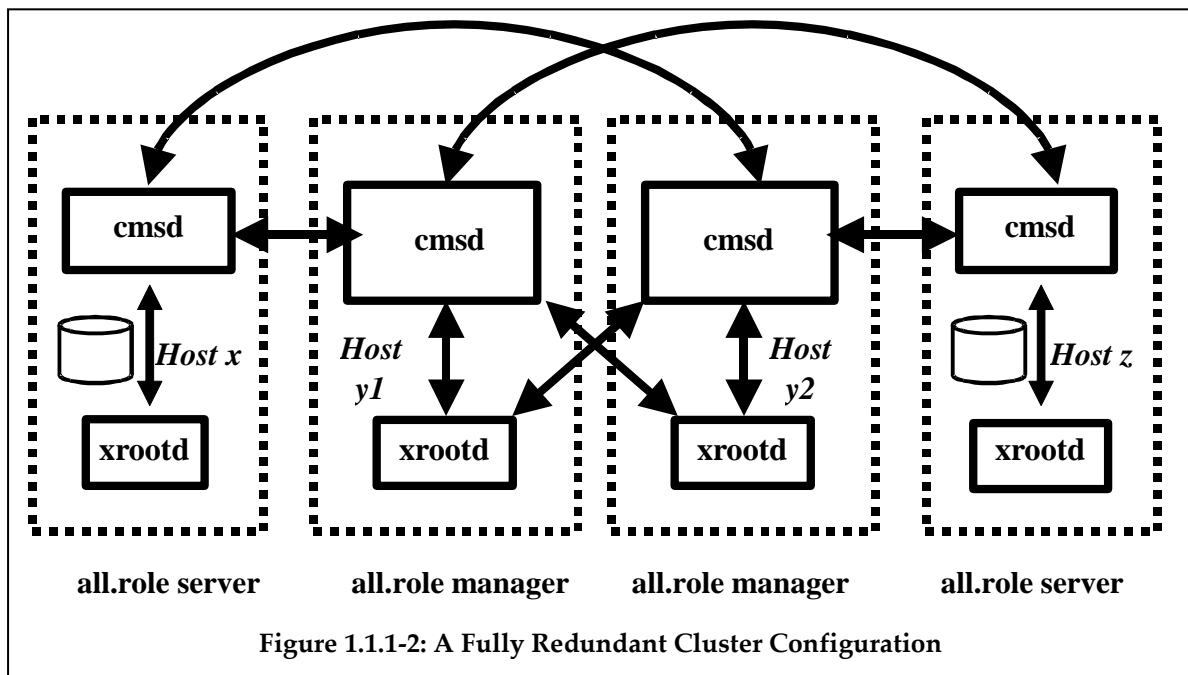 cmsd
cmsd
cmsd
cmsd
Host x
Host
y1
Host
y2
Host z
xrootd
xrootd
xrootd
xrootd
all.role server
all.role manager
all.role manager
all.role server
Figure 1.1.1-2: A Fully Redundant Cluster Configuration